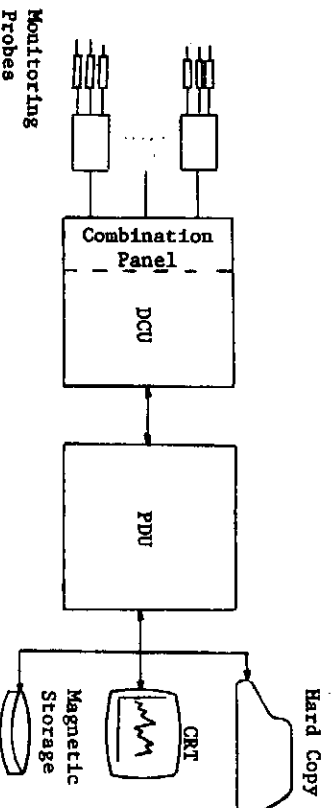 Monitoring
Probes
Combination
Panel
DCU
PDU
Hard Copy
CRT
Magnetic
Storage